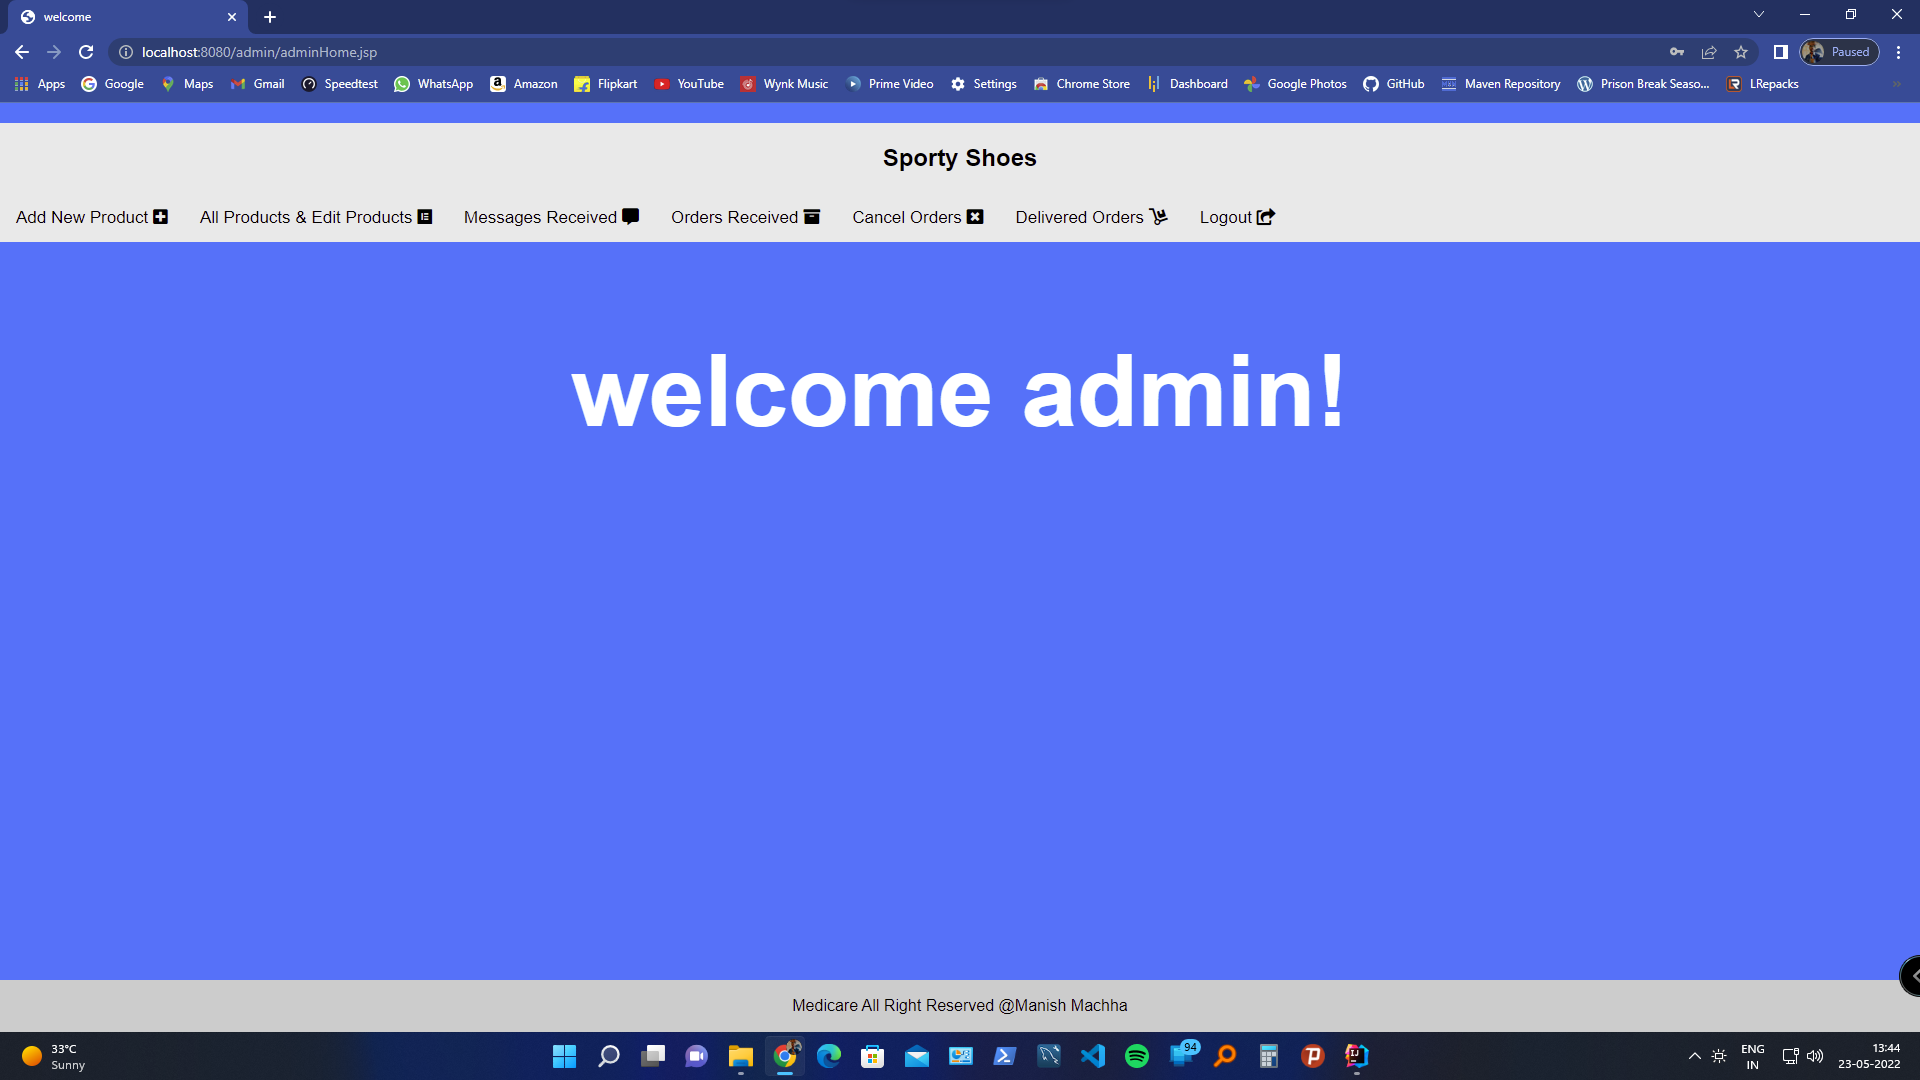 welcome
localhost:8080/admin/adminHome.jsp
Paused
Apps Google Maps Gmail Speedtest WhatsApp Amazon Flipkart YouTube Wynk Music Prime Video Settings Chrome Store Dashboard Google Photos GitHub Maven Repository Prison Break Seaso... LRepacks
Sporty Shoes
Add New Product All Products & Edit Products Messages Received Orders Received Cancel Orders Delivered Orders Logout
welcome admin!
Medicare All Right Reserved @Manish Machha
33°C
Sunny
94
ENG
IN
13:44
23-05-2022